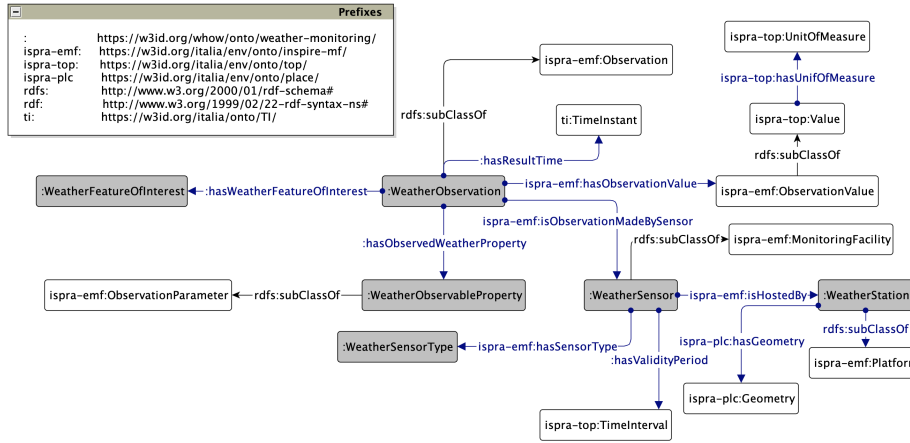 Prefixes
: https://w3id.org/whow/onto/weather-monitoring/
ispra-emf: https://w3id.org/italia/env/onto/inspire-mf/
ispra-top: https://w3id.org/italia/env/onto/top/
ispra-plc https://w3id.org/italia/env/onto/place/
rdfs: http://www.w3.org/2000/01/rdf-schema#
rdf: http://www.w3.org/1999/02/22-rdf-syntax-ns#
ti: https://w3id.org/italia/onto/TI/
ispra-top:UnitOfMeasure
ispra-emf:Observation
ispra-top:hasUnifOfMeasure
rdfs:subClassOf
ti:TimeInstant
ispra-top:Value
rdfs:subClassOf
:hasResultTime
:WeatherFeatureOfInterest
:hasWeatherFeatureOfInterest
:WeatherObservation
ispra-emf:hasObservationValue
ispra-emf:ObservationValue
ispra-emf:isObservationMadeBySensor
:hasObservedWeatherProperty
rdfs:subClassOf
ispra-emf:MonitoringFacility
ispra-emf:ObservationParameter
rdfs:subClassOf
:WeatherObservableProperty
:WeatherSensor
ispra-emf:isHostedBy
:WeatherStation
rdfs:subClassOf
ispra-plc:hasGeometry
:WeatherSensorType
ispra-emf:hasSensorType
:hasValidityPeriod
ispra-emf:Platform
ispra-plc:Geometry
ispra-top:TimeInterval